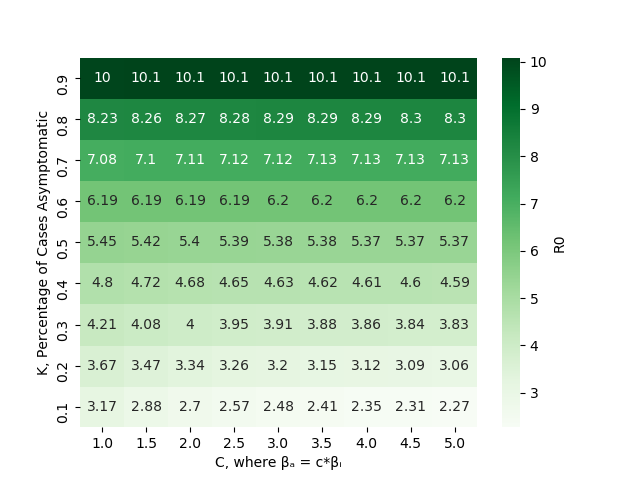 K, Percentage of Cases Asymptomatic
0.9 10 10.1 10.1 10.1 10.1 10.1 10.1 10.1 10.1
0.8 8.23 8.26 8.27 8.28 8.29 8.29 8.29 8.3 8.3
0.7 7.08 7.1 7.11 7.12 7.12 7.13 7.13 7.13 7.13
0.6 6.19 6.19 6.19 6.19 6.2 6.2 6.2 6.2 6.2
0.5 5.45 5.42 5.4 5.39 5.38 5.38 5.37 5.37 5.37
0.4 4.8 4.72 4.68 4.65 4.63 4.62 4.61 4.6 4.59
0.3 4.21 4.08 4 3.95 3.91 3.88 3.86 3.84 3.83
0.2 3.67 3.47 3.34 3.26 3.2 3.15 3.12 3.09 3.06
0.1 3.17 2.88 2.7 2.57 2.48 2.41 2.35 2.31 2.27
1.0 1.5 2.0 2.5 3.0 3.5 4.0 4.5 5.0
C, where βₐ = c*βᵢ
10
9
8
7
6
5
4
3
R0